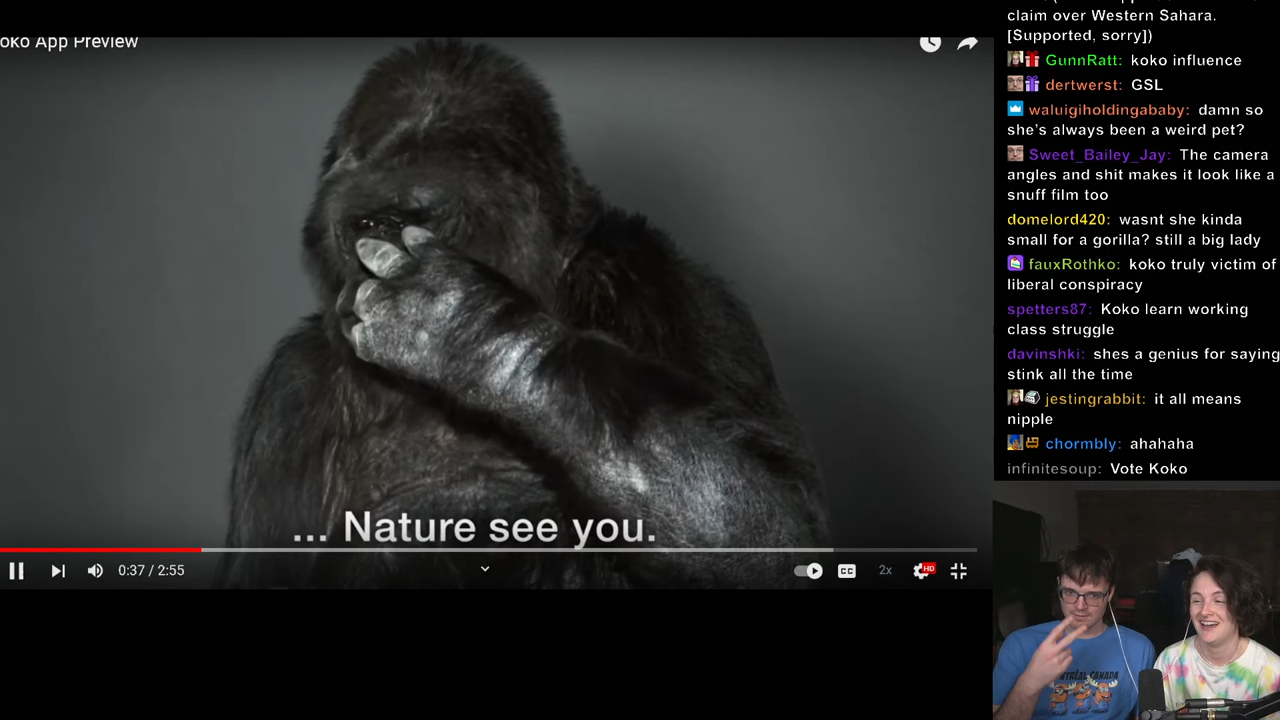 oko App Preview
... Nature see you.
0:37 / 2:55
CC
2x
HD
claim over Western Sahara.
[Supported, sorry])
GunnRatt: koko influence
dertwerst: GSL
waluigiholdingababy: damn so
she's always been a weird pet?
Sweet_Bailey_Jay: The camera
angles and shit makes it look like a
snuff film too
domelord420: wasnt she kinda
small for a gorilla? still a big lady
fauxRothko: koko truly victim of
liberal conspiracy
spetters87: Koko learn working
class struggle
davinshki: shes a genius for saying
stink all the time
jestingrabbit: it all means
nipple
chormbly: ahahaha
infinitesoup: Vote Koko
CANADA